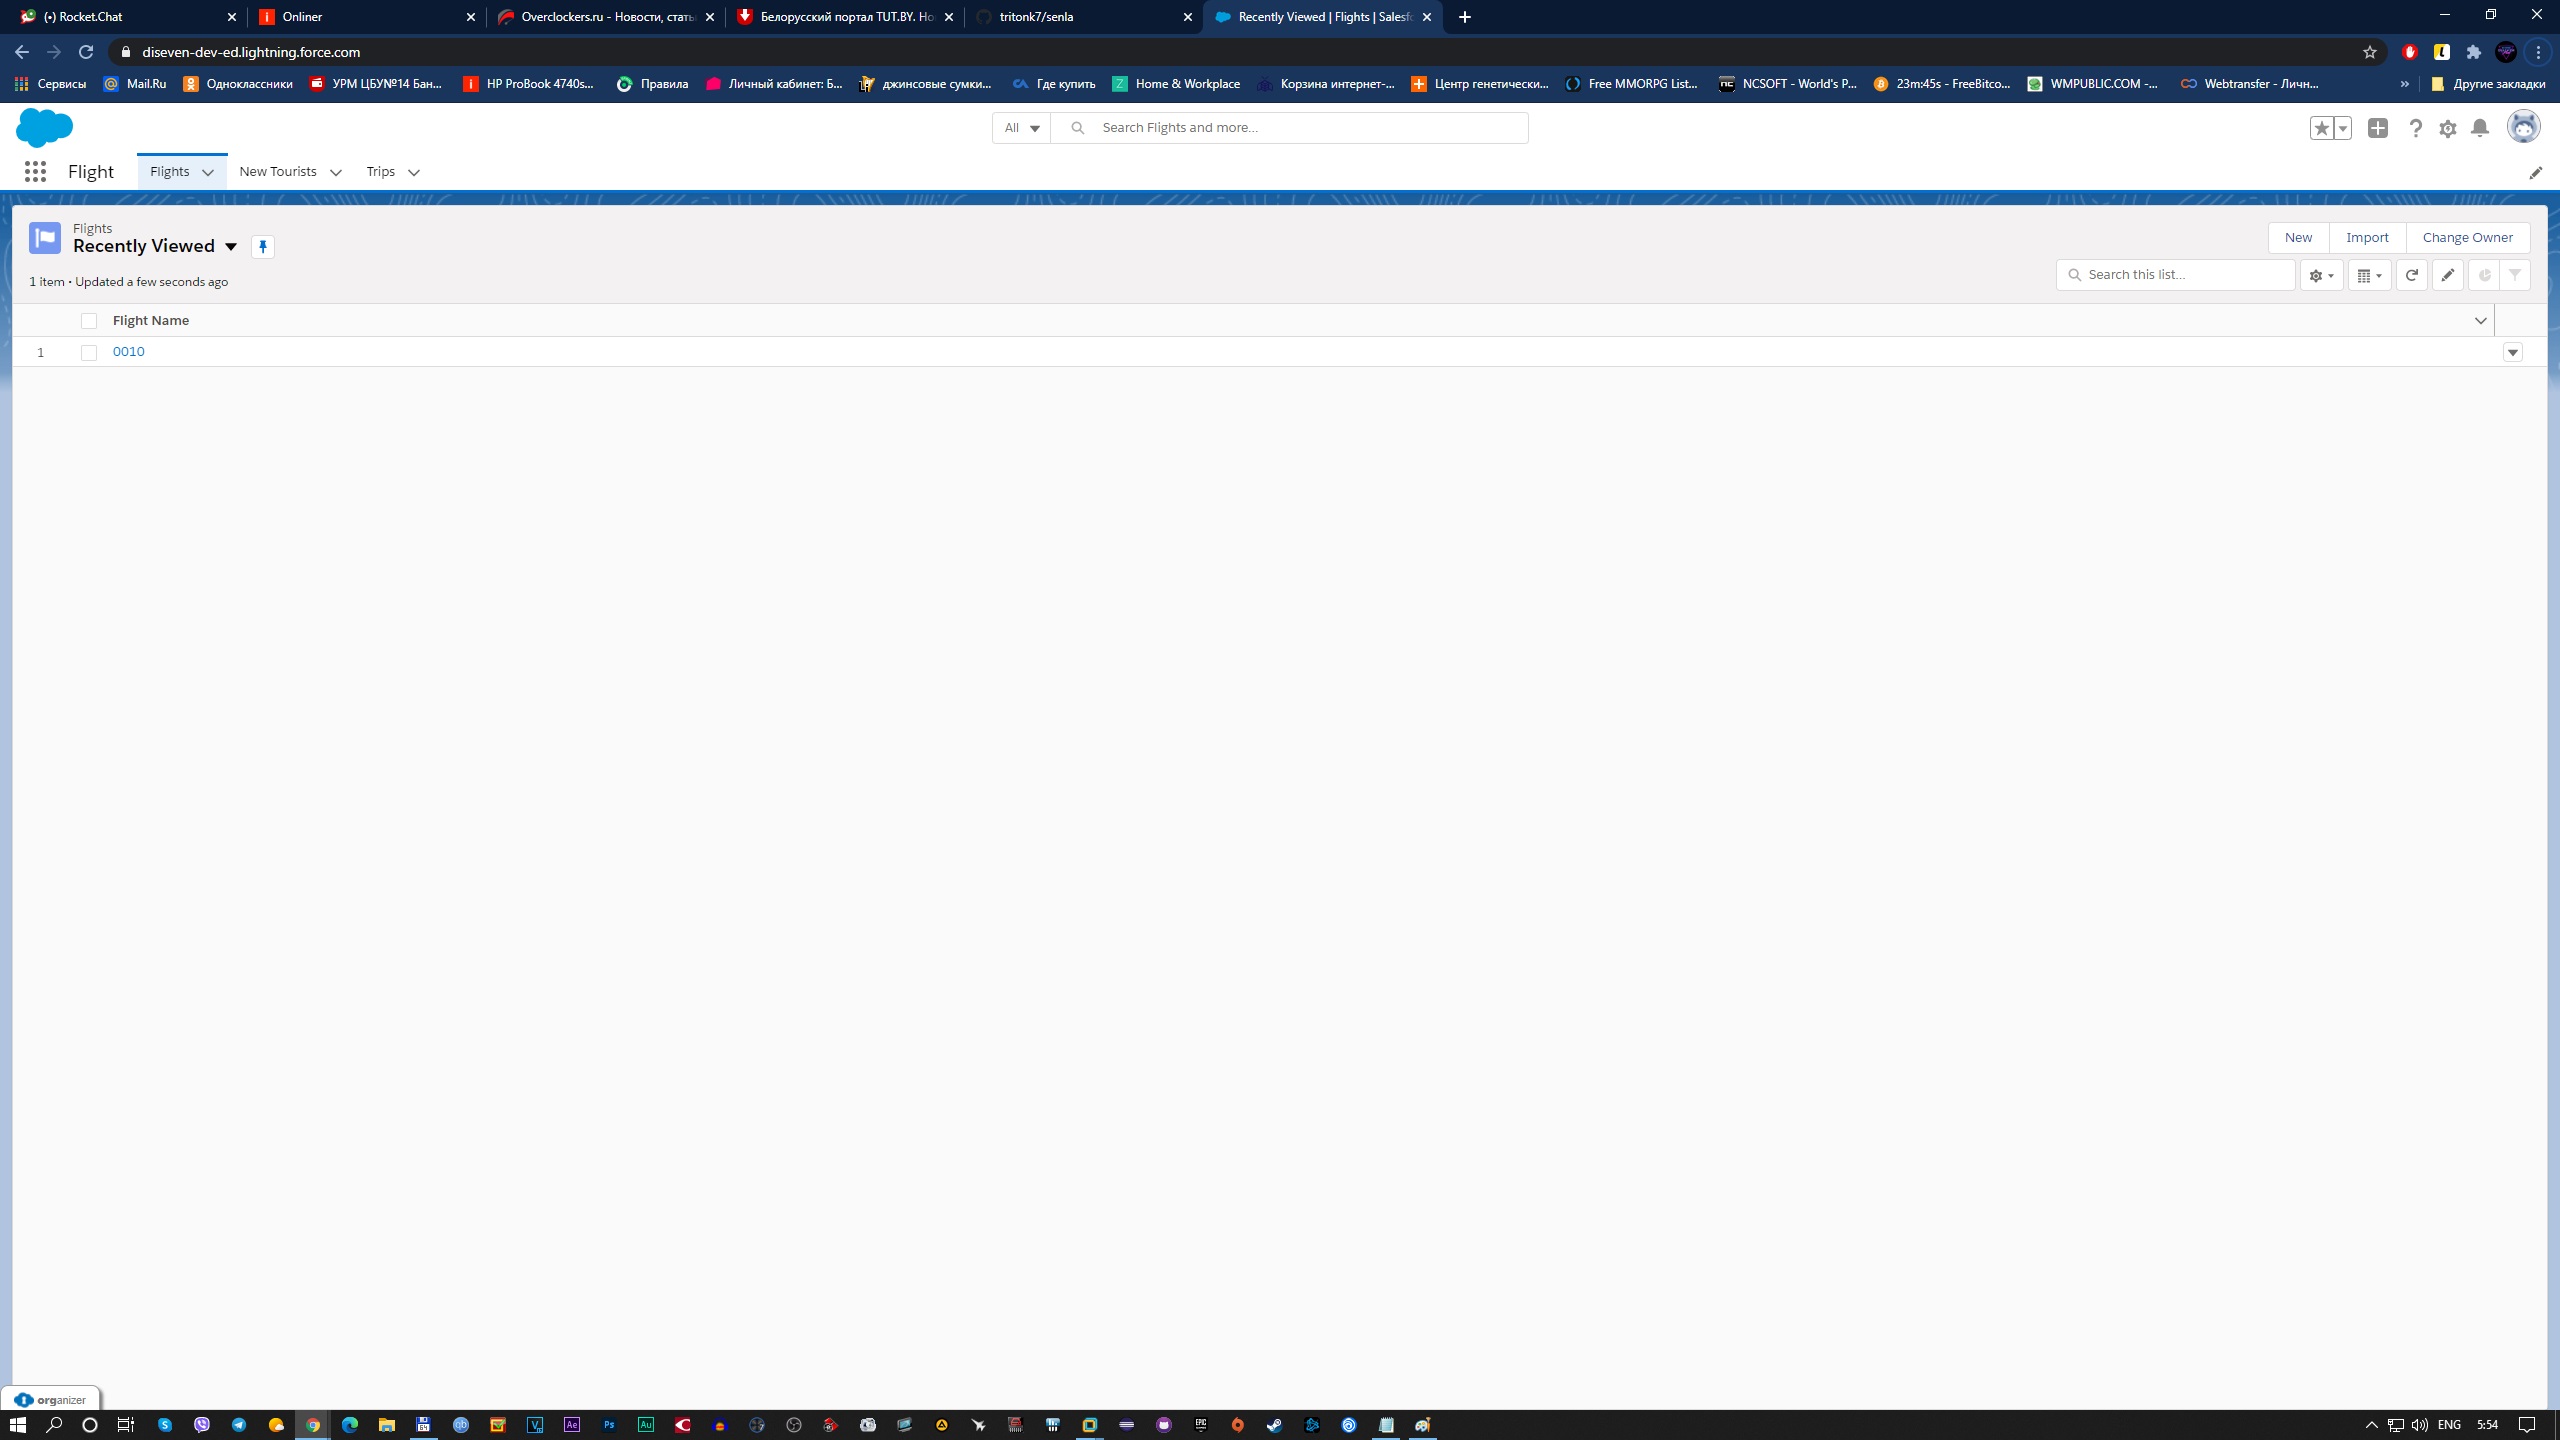 (•) Rocket.Chat
Onliner
Overclockers.ru - Новости, стать
Белорусский портал TUT.BY. Но
tritonk7/senla
Recently Viewed | Flights | Salesfo
diseven-dev-ed.lightning.force.com
Сервисы
Mail.Ru
Одноклассники
УРМ ЦБУ№14 Бан...
HP ProBook 4740s...
Правила
Личный кабинет: Б...
джинсовые сумки...
Где купить
Home & Workplace
Корзина интернет-...
Центр генетически...
Free MMORPG List...
NCSOFT - World's P...
23m:45s - FreeBitco...
WMPUBLIC.COM -...
Webtransfer - Личн...
»
Другие закладки
All
Search Flights and more...
Flight
Flights
New Tourists
Trips
Flights
Recently Viewed
New
Import
Change Owner
1 item • Updated a few seconds ago
Search this list...
Flight Name
1
0010
organizer
ENG
5:54